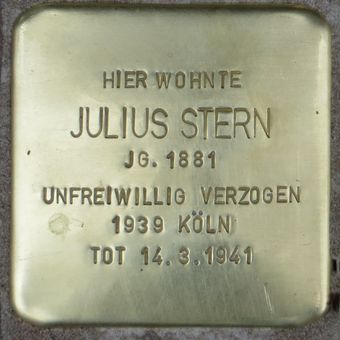 HIER WOHNTE
JULIUS STERN
JG. 1881
UNFREIWILLIG VERZOGEN
1939 KÖLN
TOT 14.3.1941